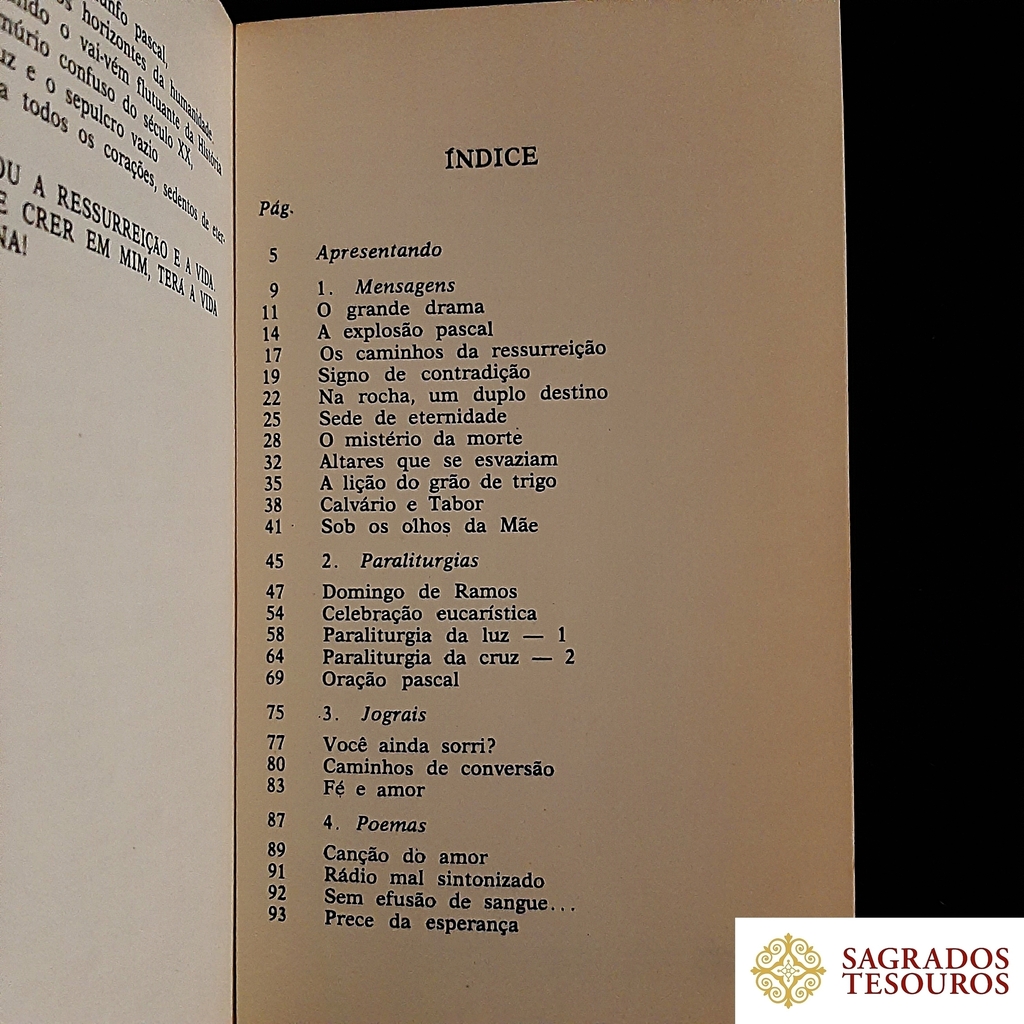 pascal,
horizontes da humanidade.
o vai-vém flutuante da História
confuso do século XX,
e o sepulcro vazio
a todos os corações, sedentos de eter-
A RESSURREIÇÃO E A VIDA.
CRER EM MIM, TERÁ A VIDA
ÍNDICE
Pág.
5 Apresentando
9 1. Mensagens
11 O grande drama
14 A explosão pascal
17 Os caminhos da ressurreição
19 Signo de contradição
22 Na rocha, um duplo destino
25 Sede de eternidade
28 O mistério da morte
32 Altares que se esvaziam
35 A lição do grão de trigo
38 Calvário e Tabor
41 Sob os olhos da Mãe
45 2. Paraliturgias
47 Domingo de Ramos
54 Celebração eucarística
58 Paraliturgia da luz — 1
64 Paraliturgia da cruz — 2
69 Oração pascal
75 3. Jograis
77 Você ainda sorri?
80 Caminhos de conversão
83 Fé e amor
87 4. Poemas
89 Canção do amor
91 Rádio mal sintonizado
92 Sem efusão de sangue...
93 Prece da esperança
SAGRADOS
TESOUROS